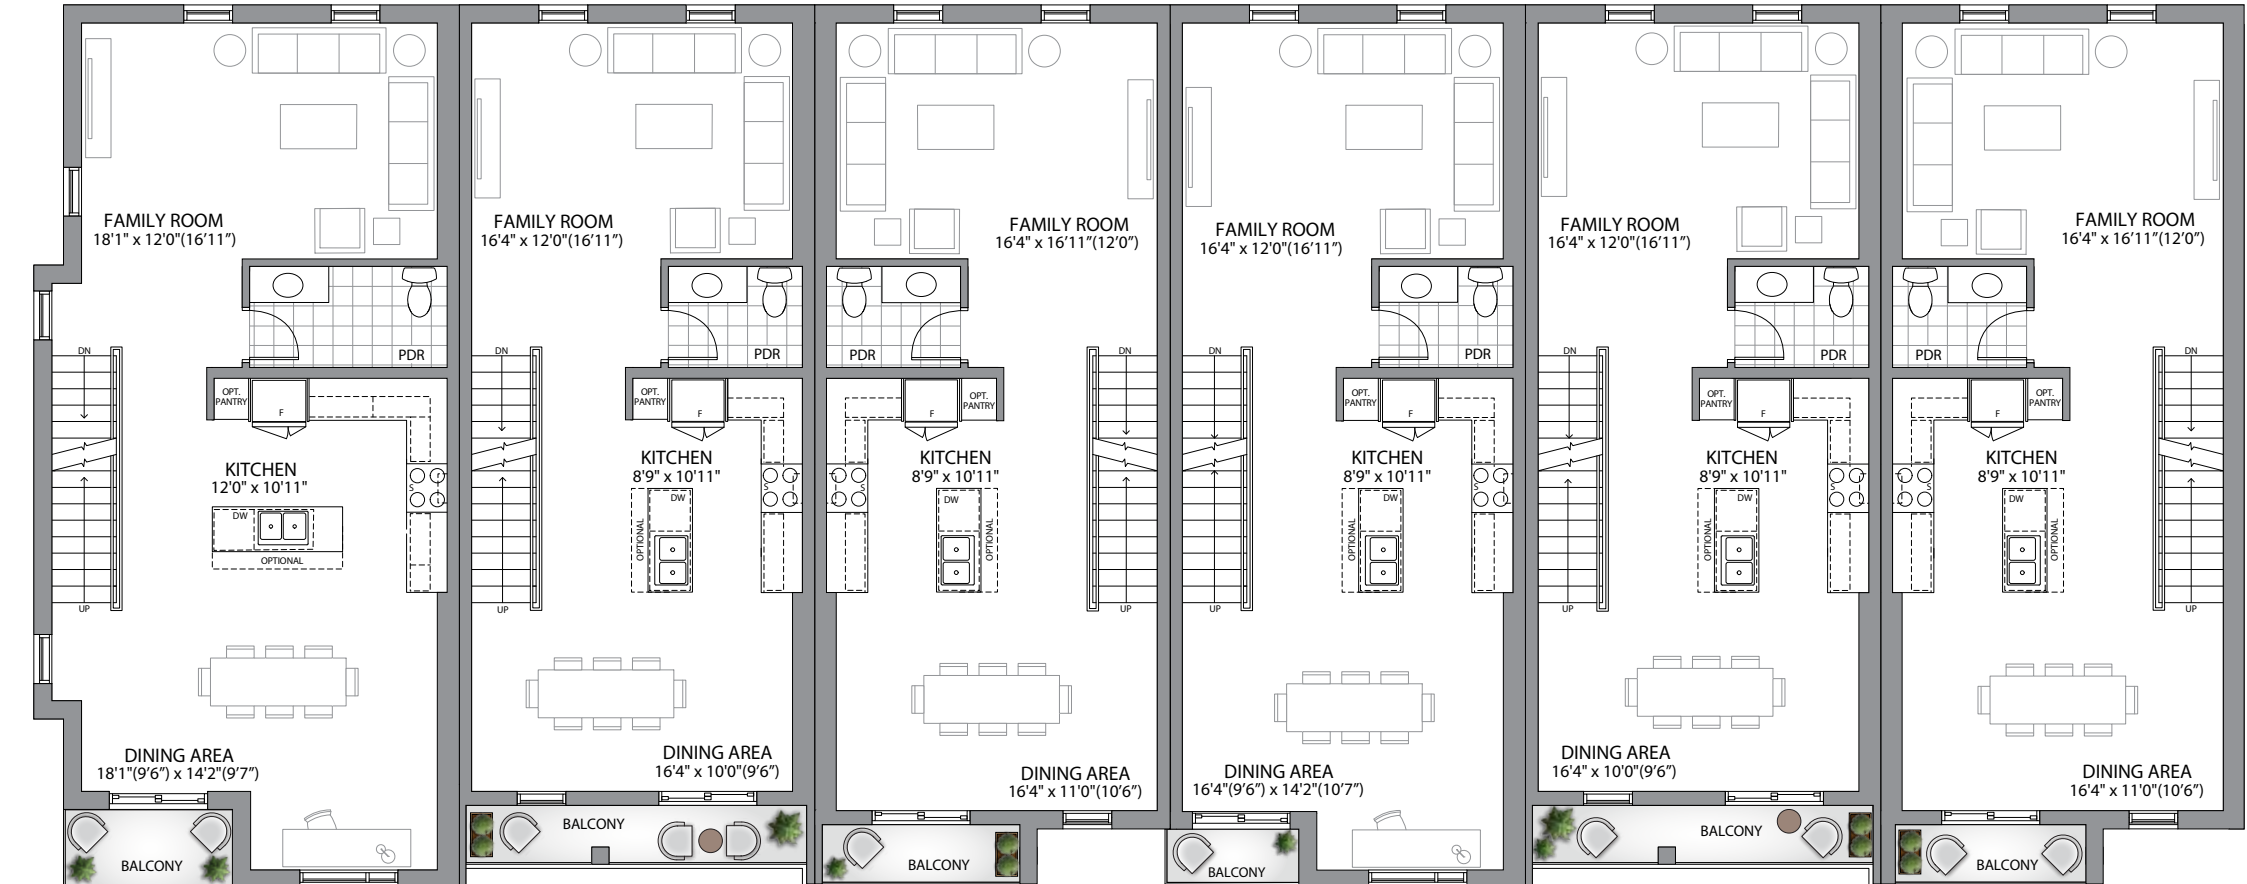 FAMILY ROOM
18'1" x 12'0"(16'11")
PDR
DN
OPT.
PANTRY
F
KITCHEN
12'0" x 10'11"
S
DW
OPTIONAL
UP
DINING AREA
18'1"(9'6") x 14'2"(9'7")
BALCONY
FAMILY ROOM
16'4" x 12'0"(16'11")
PDR
DN
OPT.
PANTRY
F
KITCHEN
8'9" x 10'11"
S
DW
OPTIONAL
UP
DINING AREA
16'4" x 10'0"(9'6")
BALCONY
FAMILY ROOM
16'4" x 16'11"(12'0")
PDR
DN
OPT.
PANTRY
F
KITCHEN
8'9" x 10'11"
S
DW
OPTIONAL
UP
DINING AREA
16'4" x 11'0"(10'6")
BALCONY
FAMILY ROOM
16'4" x 12'0"(16'11")
PDR
DN
OPT.
PANTRY
F
KITCHEN
8'9" x 10'11"
S
DW
OPTIONAL
UP
DINING AREA
16'4"(9'6") x 14'2"(10'7")
BALCONY
FAMILY ROOM
16'4" x 12'0"(16'11")
PDR
DN
OPT.
PANTRY
F
KITCHEN
8'9" x 10'11"
S
DW
OPTIONAL
UP
DINING AREA
16'4" x 10'0"(9'6")
BALCONY
FAMILY ROOM
16'4" x 16'11"(12'0")
PDR
DN
OPT.
PANTRY
F
KITCHEN
8'9" x 10'11"
S
DW
OPTIONAL
UP
DINING AREA
16'4" x 11'0"(10'6")
BALCONY